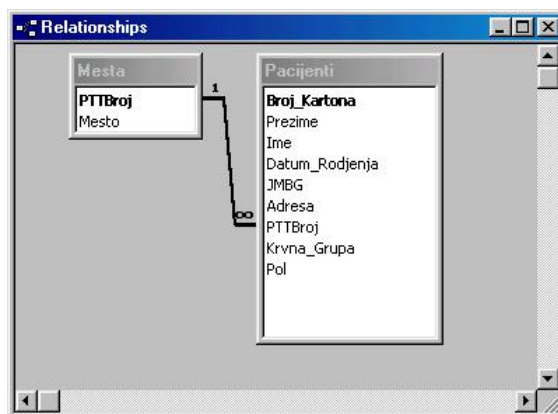 Relationships
Mesta
PTTBroj
Mesto
1
∞
Pacijenti
Broj_Kartona
Prezime
Ime
Datum_Rodjenja
JMBG
Adresa
PTTBroj
Krvna_Grupa
Pol